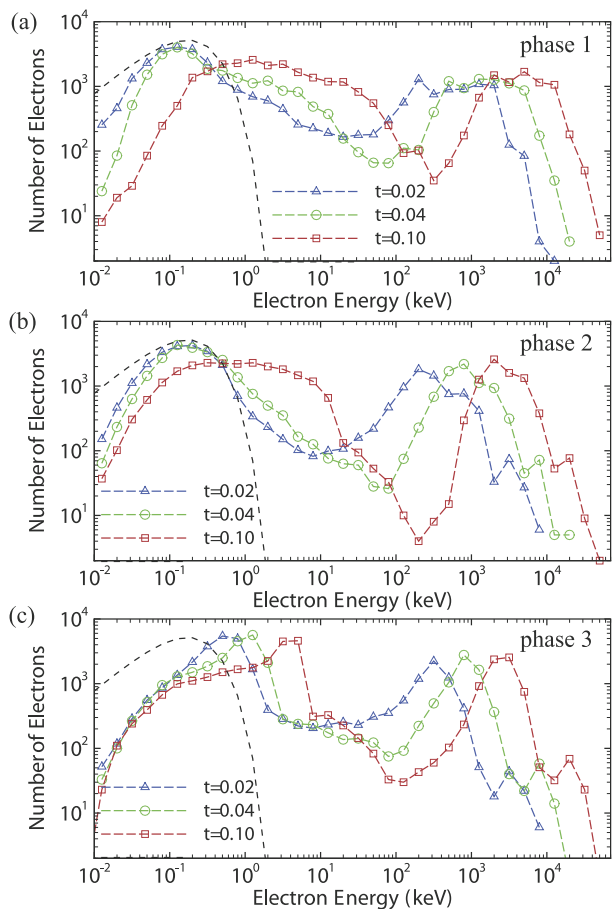 (a)
phase 1
Number of Electrons
10^4
10^3
10^2
10^1
t=0.02
t=0.04
t=0.10
10^-2 10^-1 10^0 10^1 10^2 10^3 10^4
Electron Energy (keV)
(b)
phase 2
Number of Electrons
10^4
10^3
10^2
10^1
t=0.02
t=0.04
t=0.10
10^-2 10^-1 10^0 10^1 10^2 10^3 10^4
Electron Energy (keV)
(c)
phase 3
Number of Electrons
10^4
10^3
10^2
10^1
t=0.02
t=0.04
t=0.10
10^-2 10^-1 10^0 10^1 10^2 10^3 10^4
Electron Energy (keV)